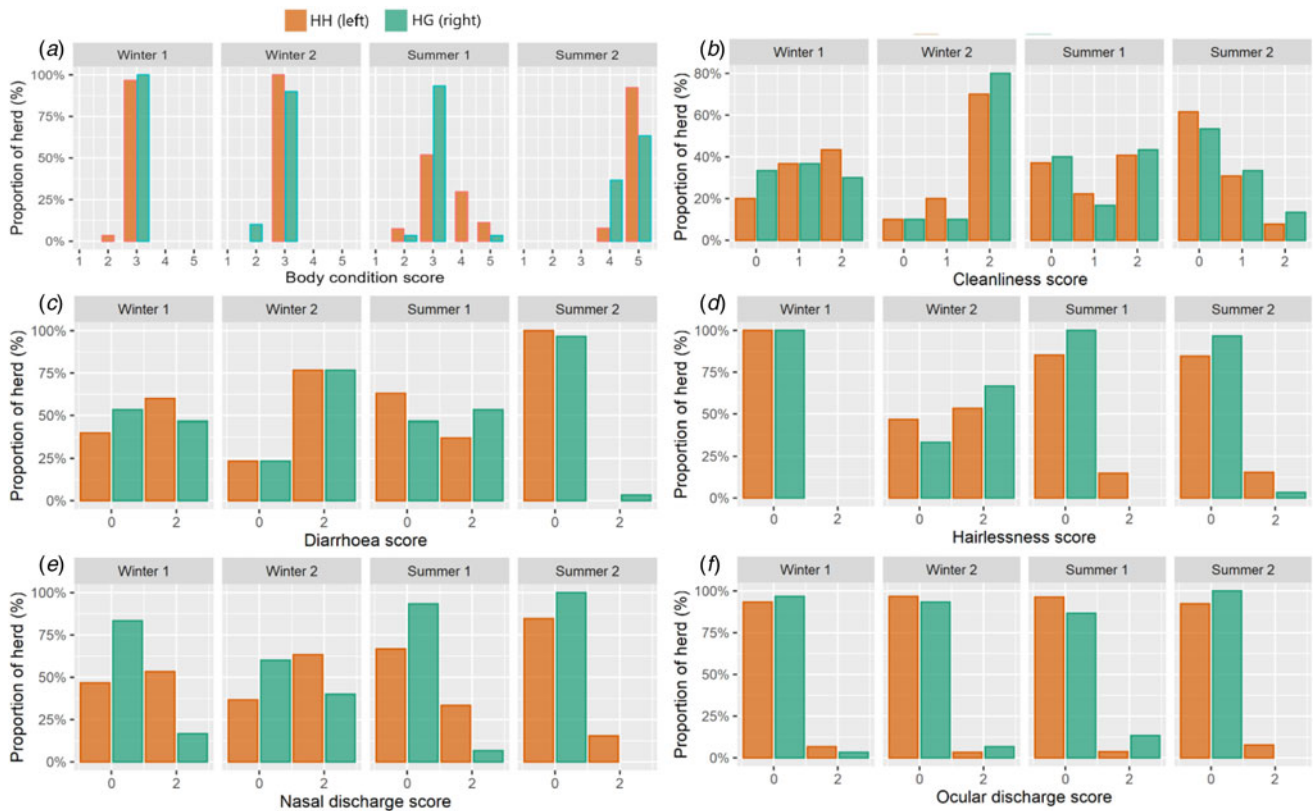 HH (left) HG (right)
(a) Winter 1 Winter 2 Summer 1 Summer 2
Proportion of herd (%)
100%
75%
50%
25%
0%
1 2 3 4 5 1 2 3 4 5 1 2 3 4 5 1 2 3 4 5
Body condition score
(b) Winter 1 Winter 2 Summer 1 Summer 2
Proportion of herd (%)
80%
60%
40%
20%
0%
0 1 2 0 1 2 0 1 2 0 1 2
Cleanliness score
(c) Winter 1 Winter 2 Summer 1 Summer 2
Proportion of herd (%)
100%
75%
50%
25%
0%
0 2 0 2 0 2 0 2
Diarrhoea score
(d) Winter 1 Winter 2 Summer 1 Summer 2
Proportion of herd (%)
100%
75%
50%
25%
0%
0 2 0 2 0 2 0 2
Hairlessness score
(e) Winter 1 Winter 2 Summer 1 Summer 2
Proportion of herd (%)
100%
75%
50%
25%
0%
0 2 0 2 0 2 0 2
Nasal discharge score
(f) Winter 1 Winter 2 Summer 1 Summer 2
Proportion of herd (%)
100%
75%
50%
25%
0%
0 2 0 2 0 2 0 2
Ocular discharge score